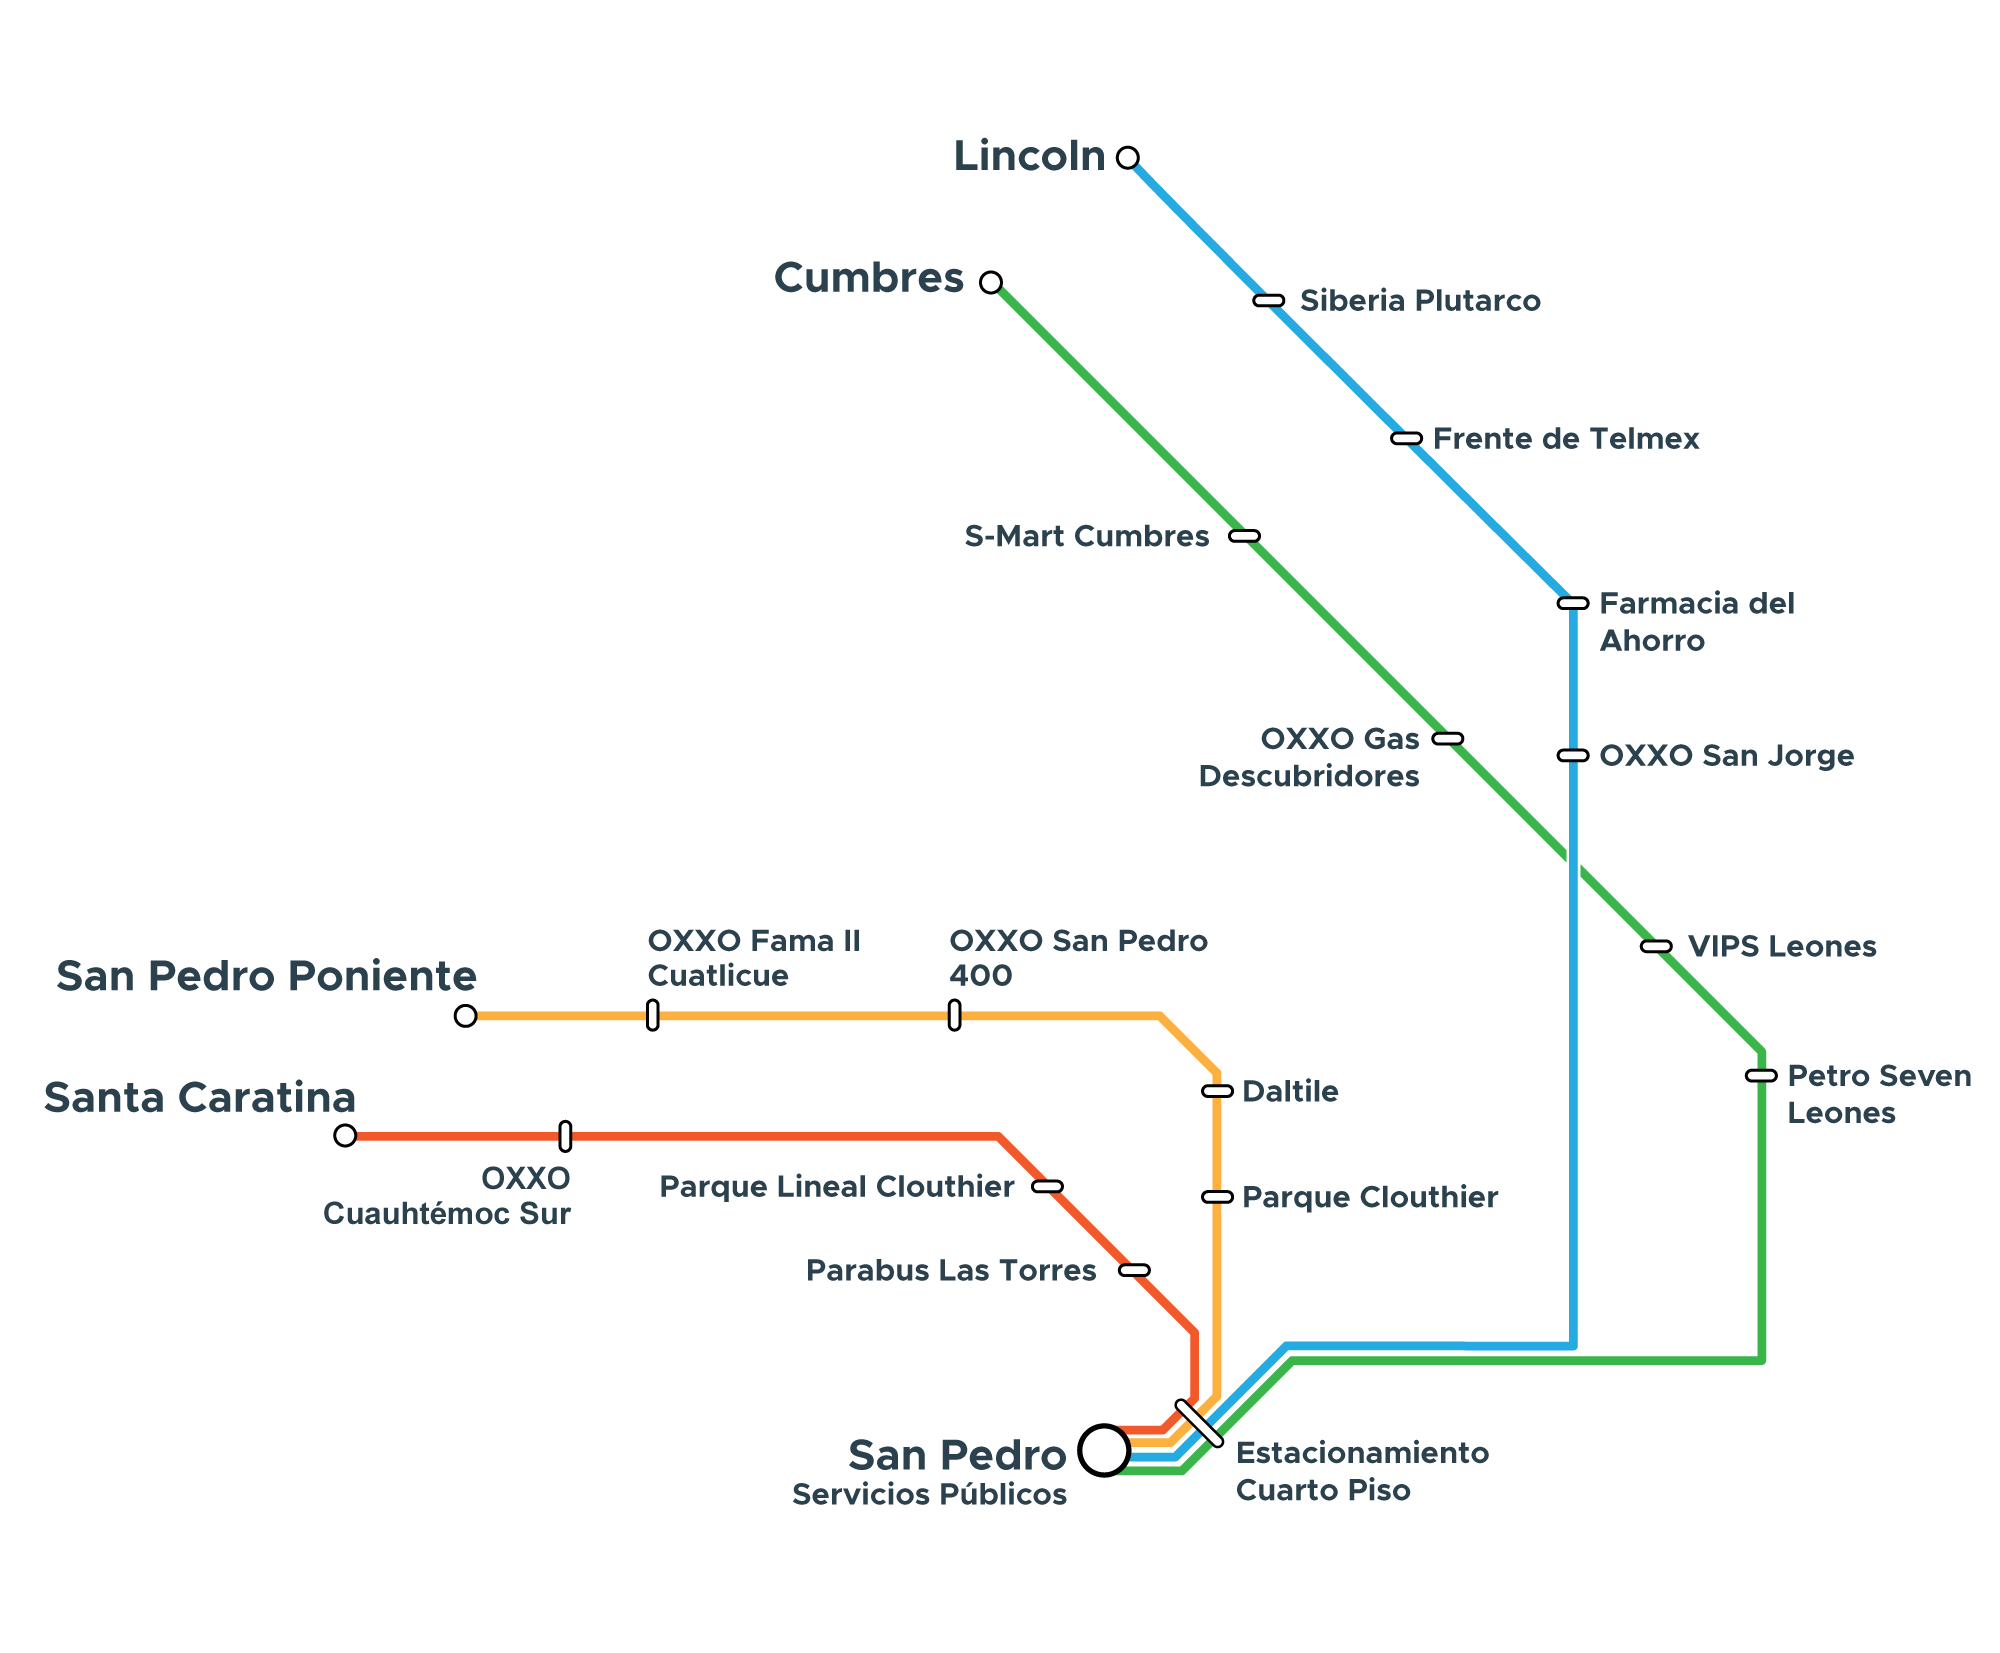 Lincoln
Cumbres
Siberia Plutarco
Frente de Telmex
S-Mart Cumbres
Farmacia del
Ahorro
OXXO Gas
Descubridores
OXXO San Jorge
VIPS Leones
OXXO Fama II
Cuatlicue
OXXO San Pedro
400
San Pedro Poniente
Santa Caratina
Daltile
Petro Seven
Leones
OXXO
Cuauhtémoc Sur
Parque Lineal Clouthier
Parque Clouthier
Parabus Las Torres
San Pedro
Servicios Públicos
Estacionamiento
Cuarto Piso